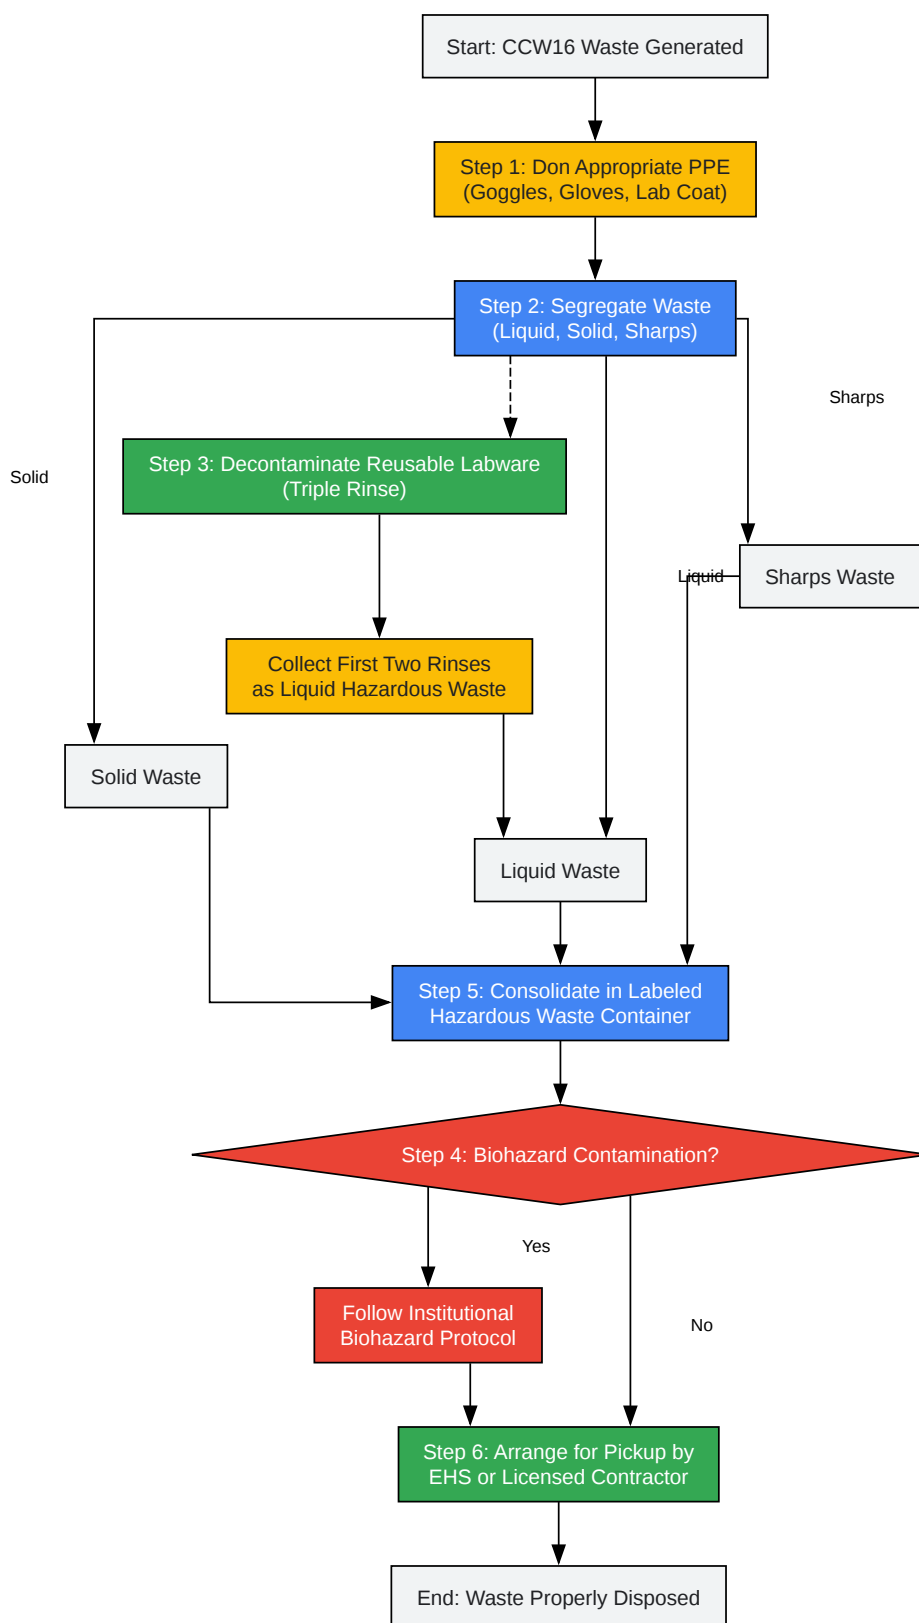 Start: CCW16 Waste Generated
Step 1: Don Appropriate PPE
(Goggles, Gloves, Lab Coat)
Step 2: Segregate Waste
(Liquid, Solid, Sharps)
Sharps
Step 3: Decontaminate Reusable Labware
(Triple Rinse)
Solid
Liquid
Sharps Waste
Collect First Two Rinses
as Liquid Hazardous Waste
Solid Waste
Liquid Waste
Step 5: Consolidate in Labeled
Hazardous Waste Container
Step 4: Biohazard Contamination?
Yes
Follow Institutional
Biohazard Protocol
No
Step 6: Arrange for Pickup by
EHS or Licensed Contractor
End: Waste Properly Disposed